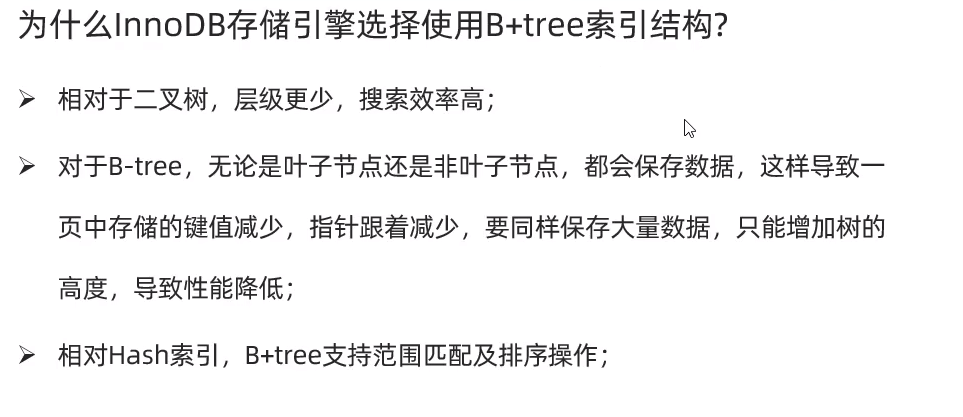 为什么InnoDB存储引擎选择使用B+tree索引结构?
➢ 相对于二叉树，层级更少，搜索效率高；
➢ 对于B-tree，无论是叶子节点还是非叶子节点，都会保存数据，这样导致一
页中存储的键值减少，指针跟着减少，要同样保存大量数据，只能增加树的
高度，导致性能降低；
➢ 相对Hash索引，B+tree支持范围匹配及排序操作；